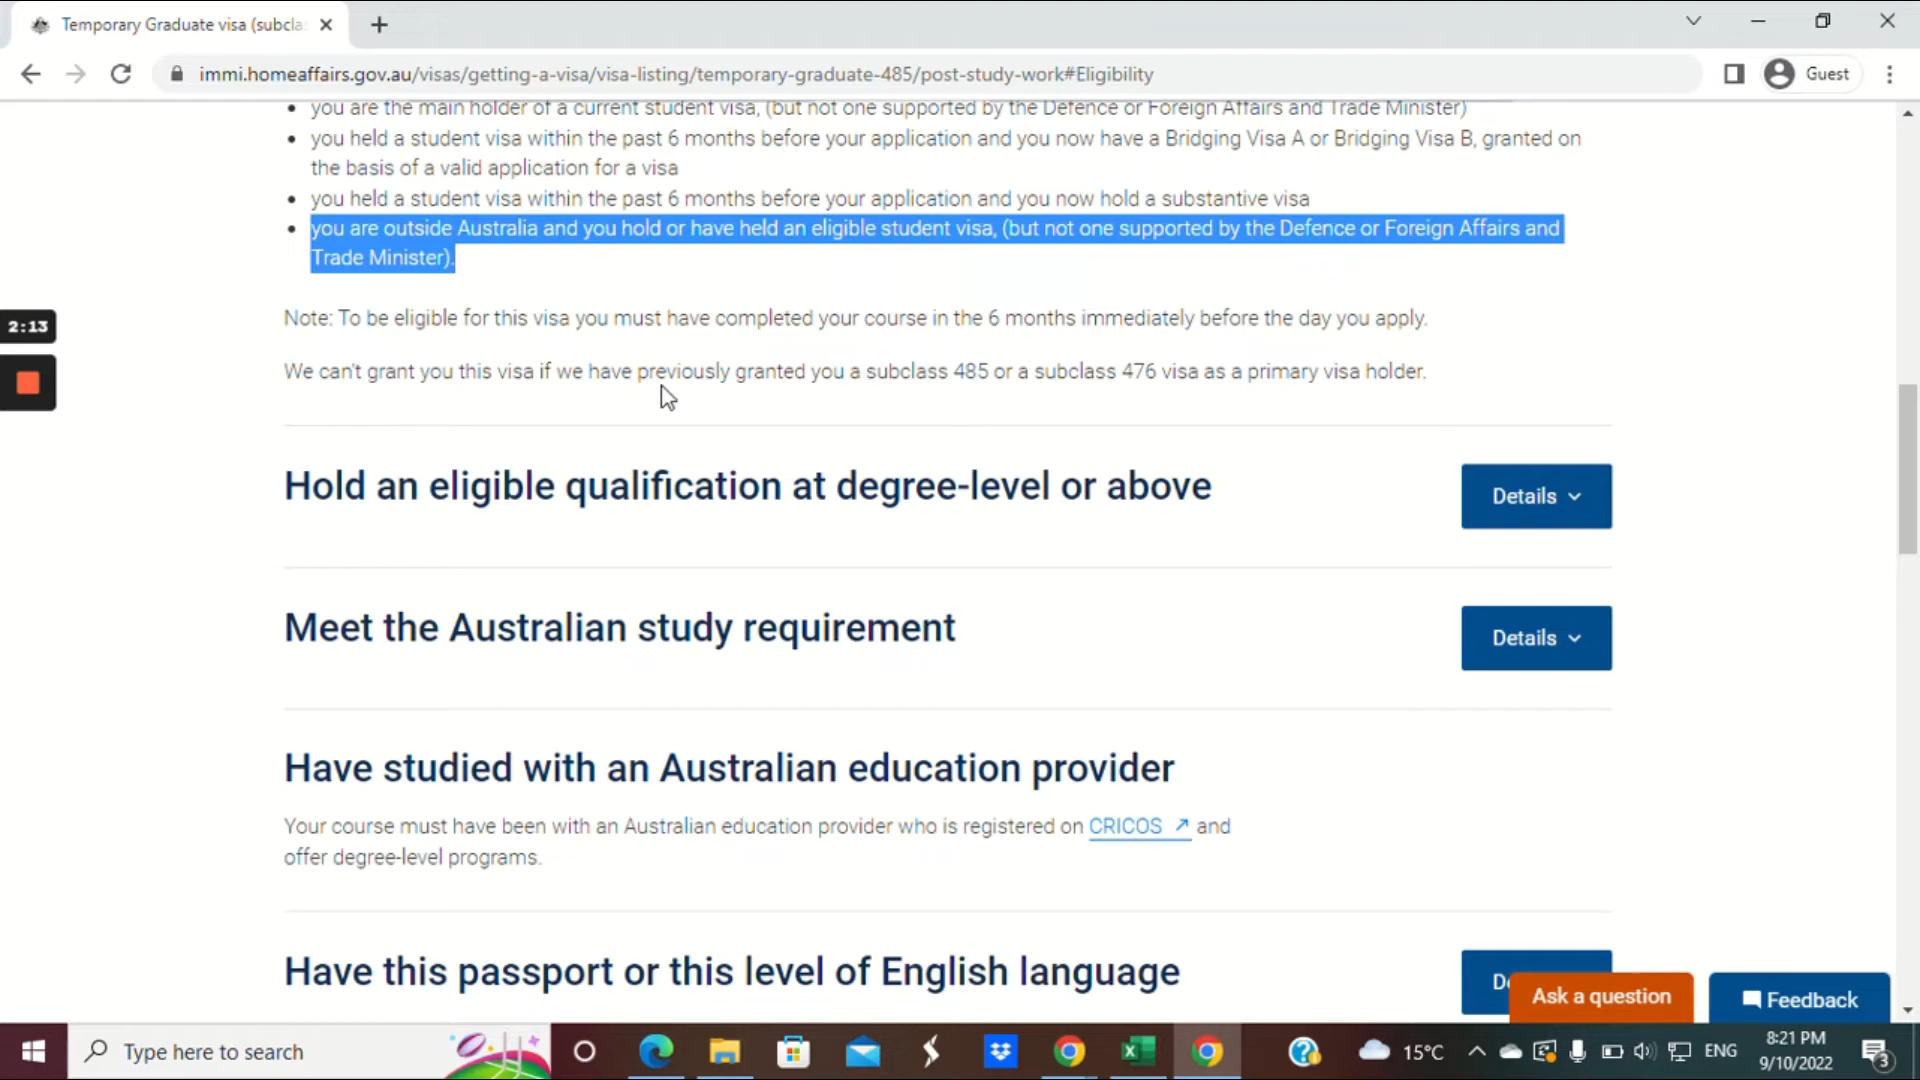 Temporary Graduate visa (subcla
immi.homeaffairs.gov.au/visas/getting-a-visa/visa-listing/temporary-graduate-485/post-study-work#Eligibility
Guest
you are the main holder of a current student visa, (but not one supported by the Defence or Foreign Affairs and Trade Minister)
you held a student visa within the past 6 months before your application and you now have a Bridging Visa A or Bridging Visa B, granted on
the basis of a valid application for a visa
you held a student visa within the past 6 months before your application and you now hold a substantive visa
you are outside Australia and you hold or have held an eligible student visa, (but not one supported by the Defence or Foreign Affairs and
Trade Minister).
2:13
Note: To be eligible for this visa you must have completed your course in the 6 months immediately before the day you apply.
We can't grant you this visa if we have previously granted you a subclass 485 or a subclass 476 visa as a primary visa holder.
Hold an eligible qualification at degree-level or above
Details
Meet the Australian study requirement
Details
Have studied with an Australian education provider
Your course must have been with an Australian education provider who is registered on CRICOS and
offer degree-level programs.
Have this passport or this level of English language
De
Ask a question
Feedback
Type here to search
15°C
ENG
8:21 PM
9/10/2022
3